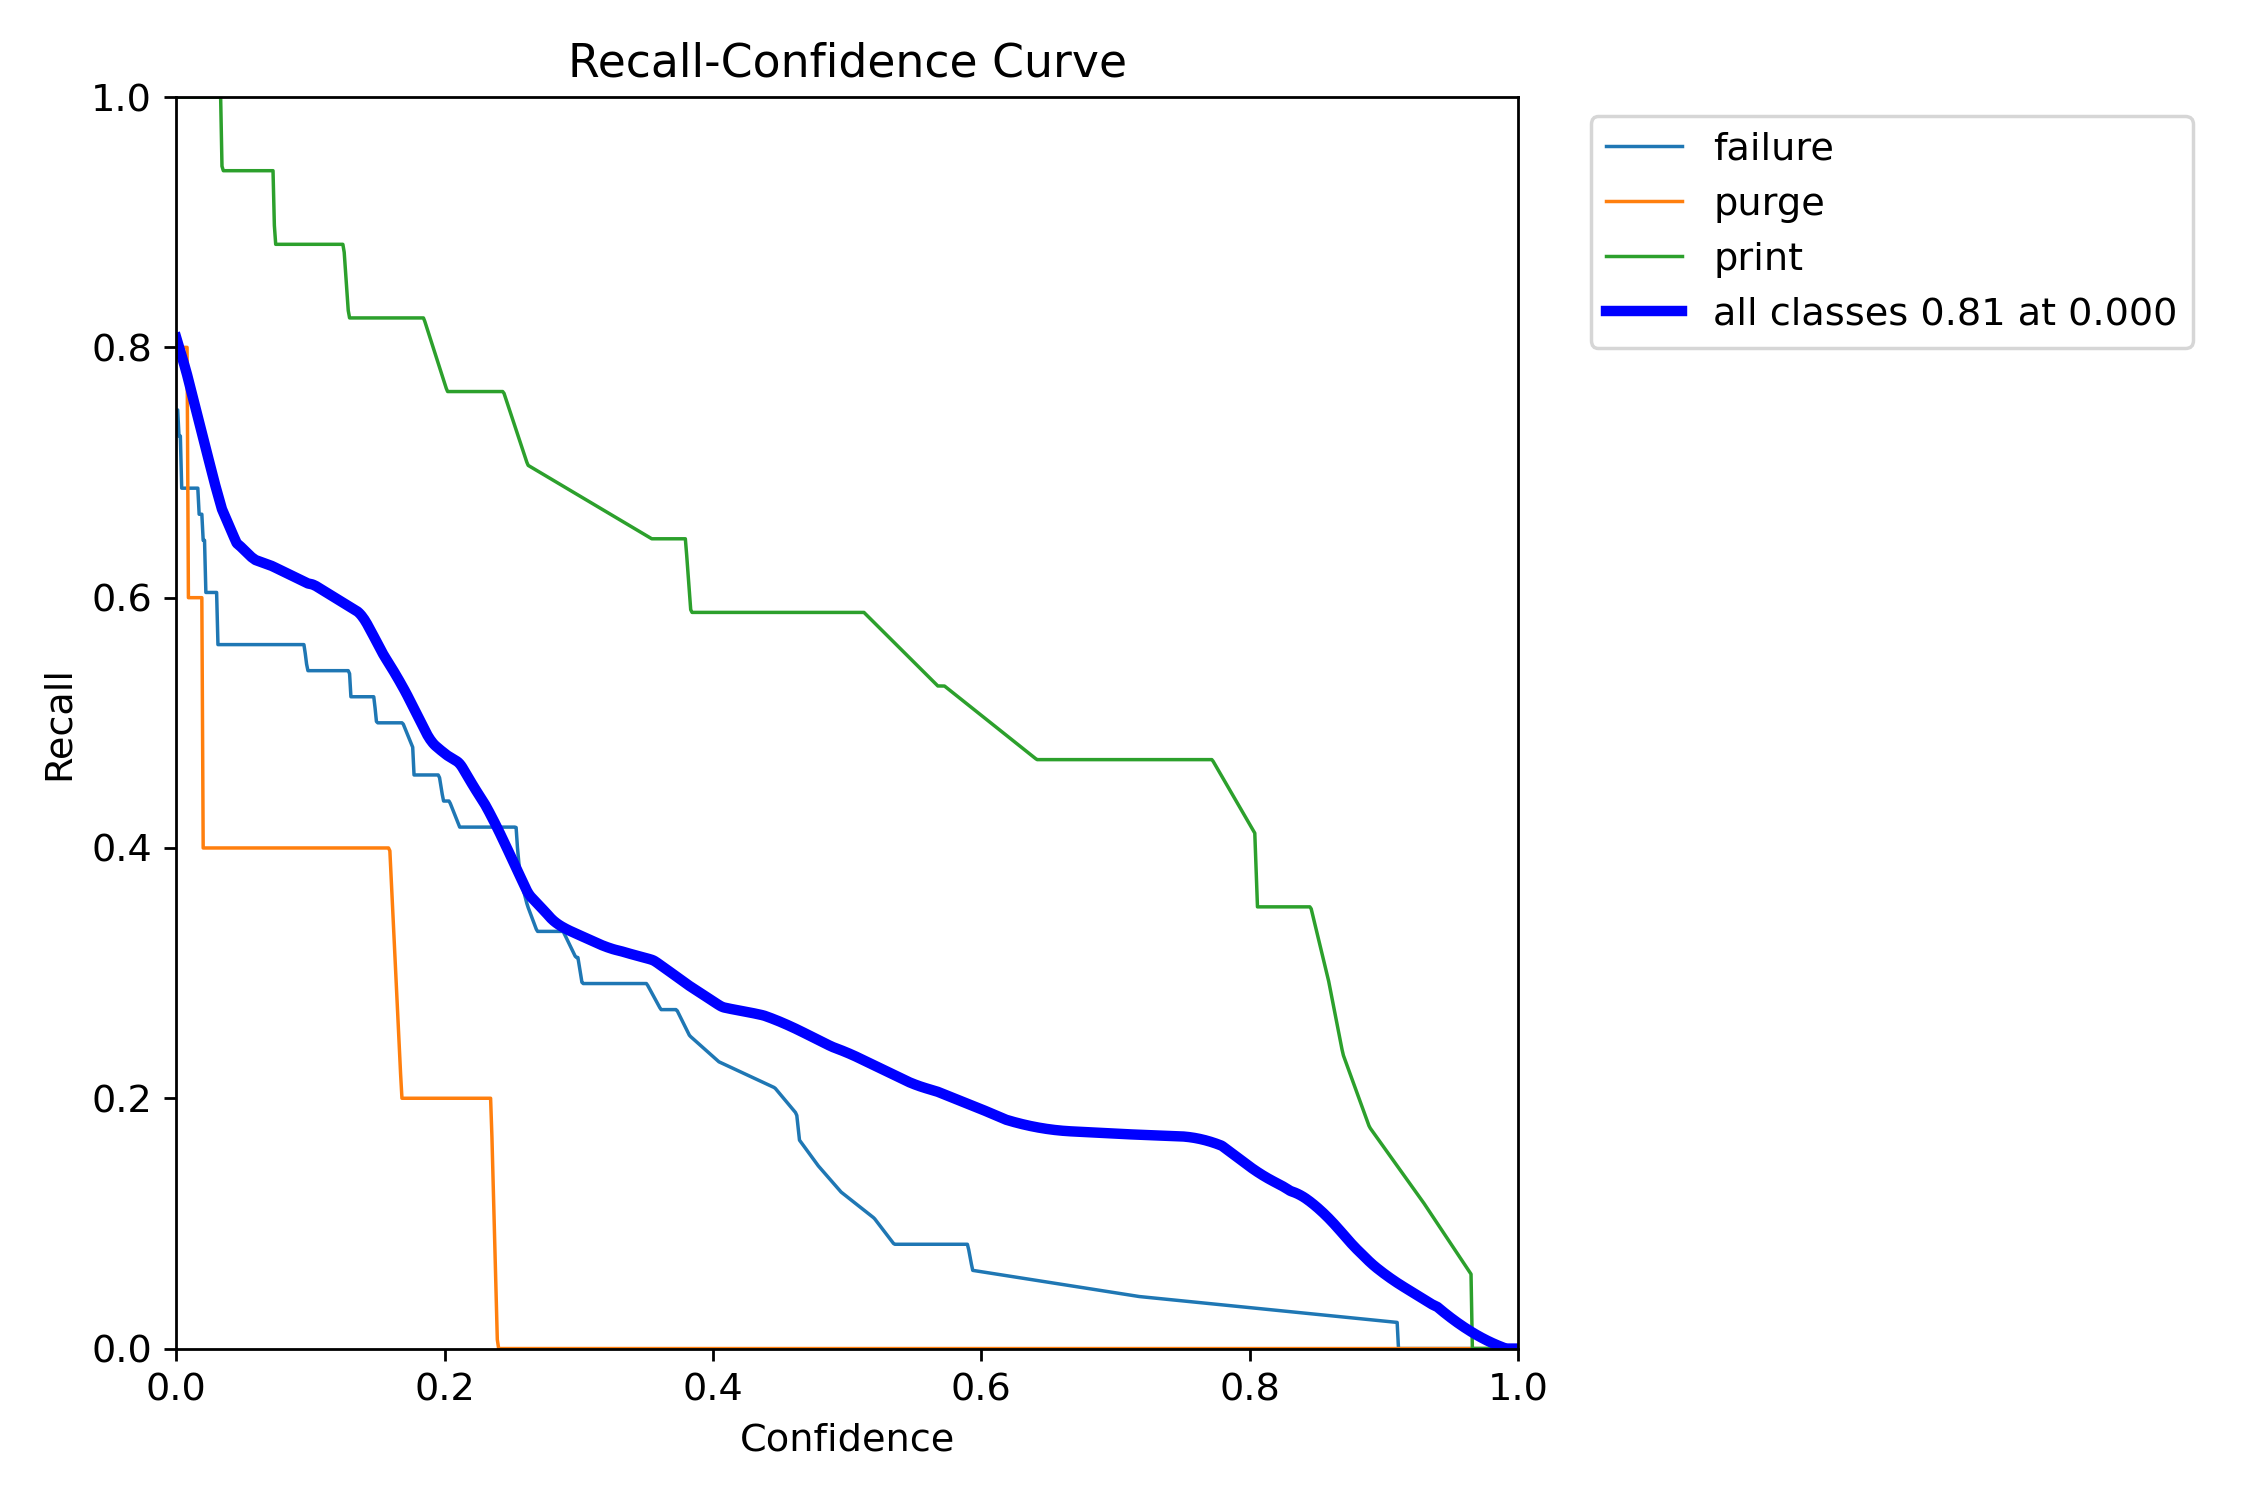 Recall-Confidence Curve
1.0
0.8
0.6
0.4
0.2
0.0
Recall
0.0 0.2 0.4 0.6 0.8 1.0
Confidence
failure
purge
print
all classes 0.81 at 0.000